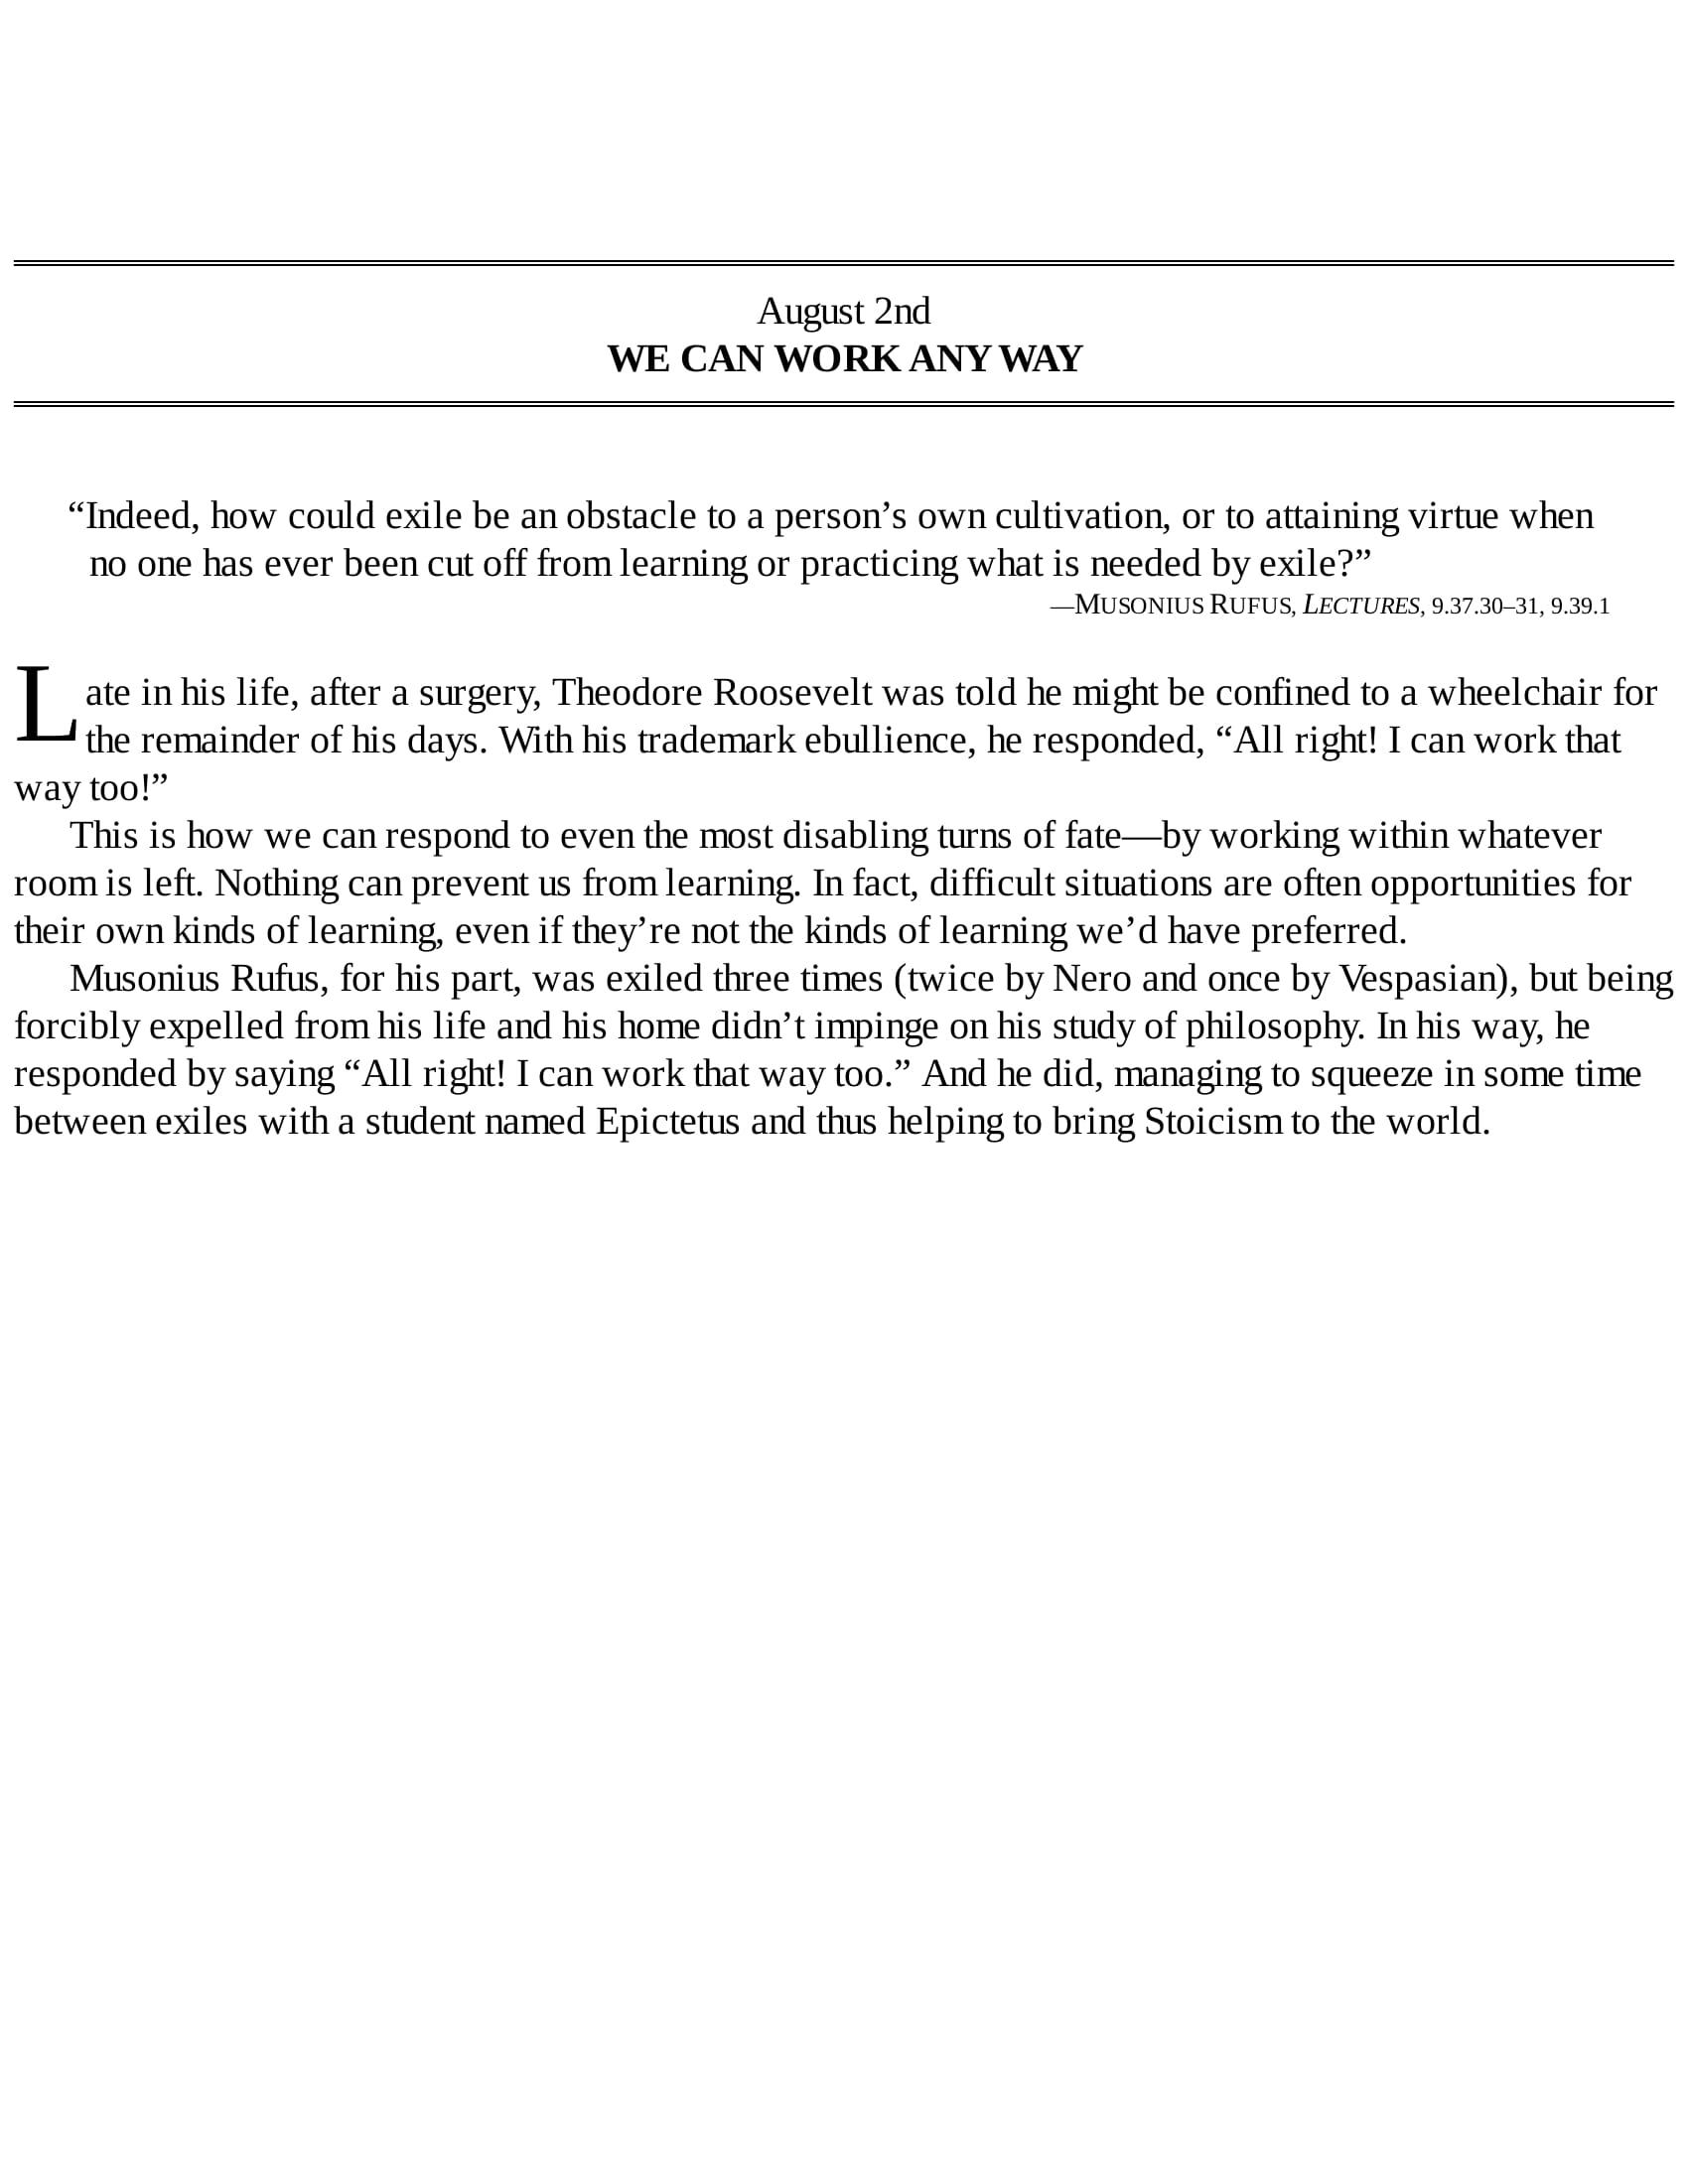 August 2nd
WE CAN WORK ANY WAY
“Indeed, how could exile be an obstacle to a person’s own cultivation, or to attaining virtue when
no one has ever been cut off from learning or practicing what is needed by exile?”
—MUSONIUS RUFUS, LECTURES, 9.37.30–31, 9.39.1
Late in his life, after a surgery, Theodore Roosevelt was told he might be confined to a wheelchair for
the remainder of his days. With his trademark ebullience, he responded, “All right! I can work that
way too!”
This is how we can respond to even the most disabling turns of fate—by working within whatever
room is left. Nothing can prevent us from learning. In fact, difficult situations are often opportunities for
their own kinds of learning, even if they’re not the kinds of learning we’d have preferred.
Musonius Rufus, for his part, was exiled three times (twice by Nero and once by Vespasian), but being
forcibly expelled from his life and his home didn’t impinge on his study of philosophy. In his way, he
responded by saying “All right! I can work that way too.” And he did, managing to squeeze in some time
between exiles with a student named Epictetus and thus helping to bring Stoicism to the world.